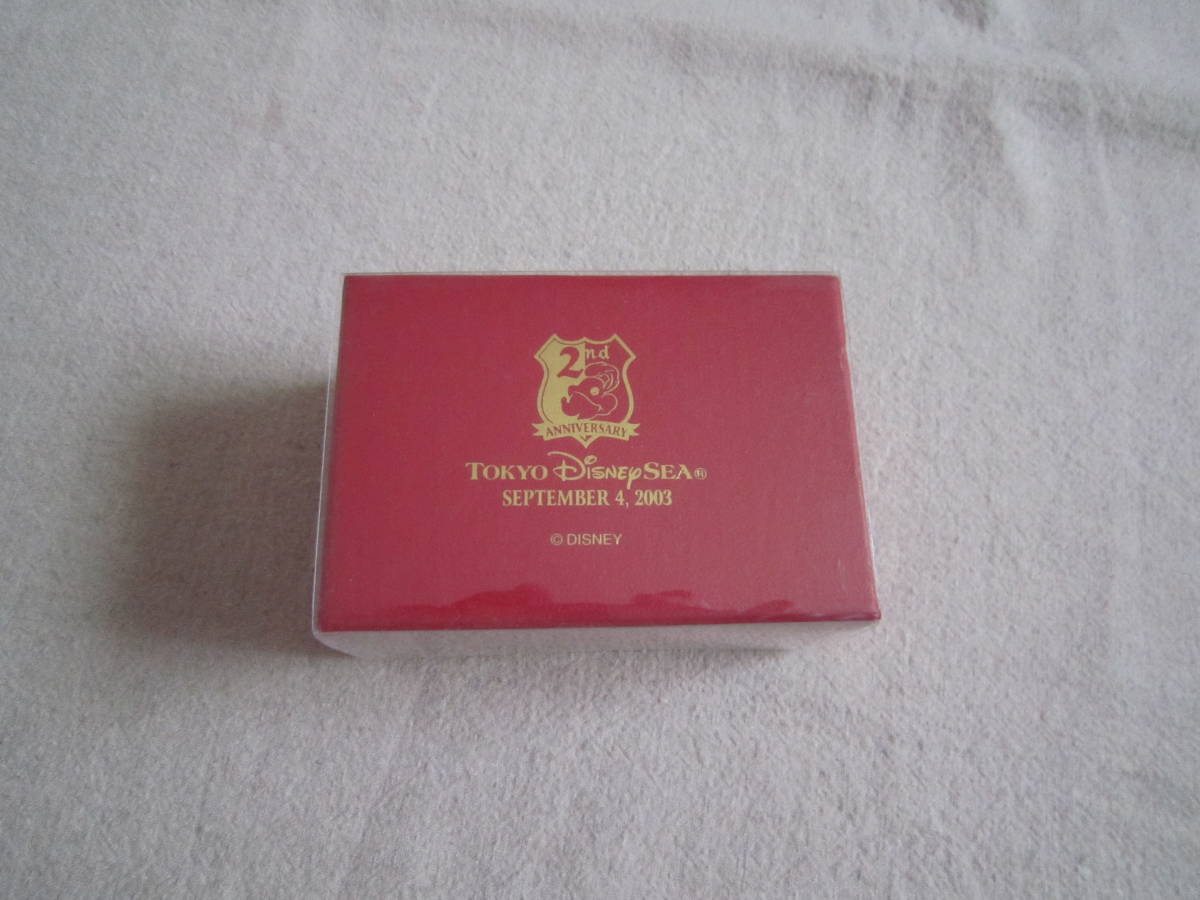 2nd
ANNIVERSARY
TOKYO DISNEYSEA®
SEPTEMBER 4, 2003
© DISNEY